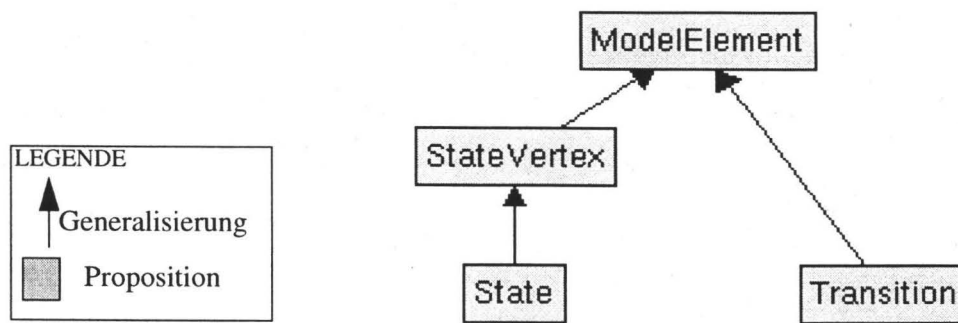 ModelElement
StateVertex
LEGENDE
Generalisierung
Proposition
State
Transition